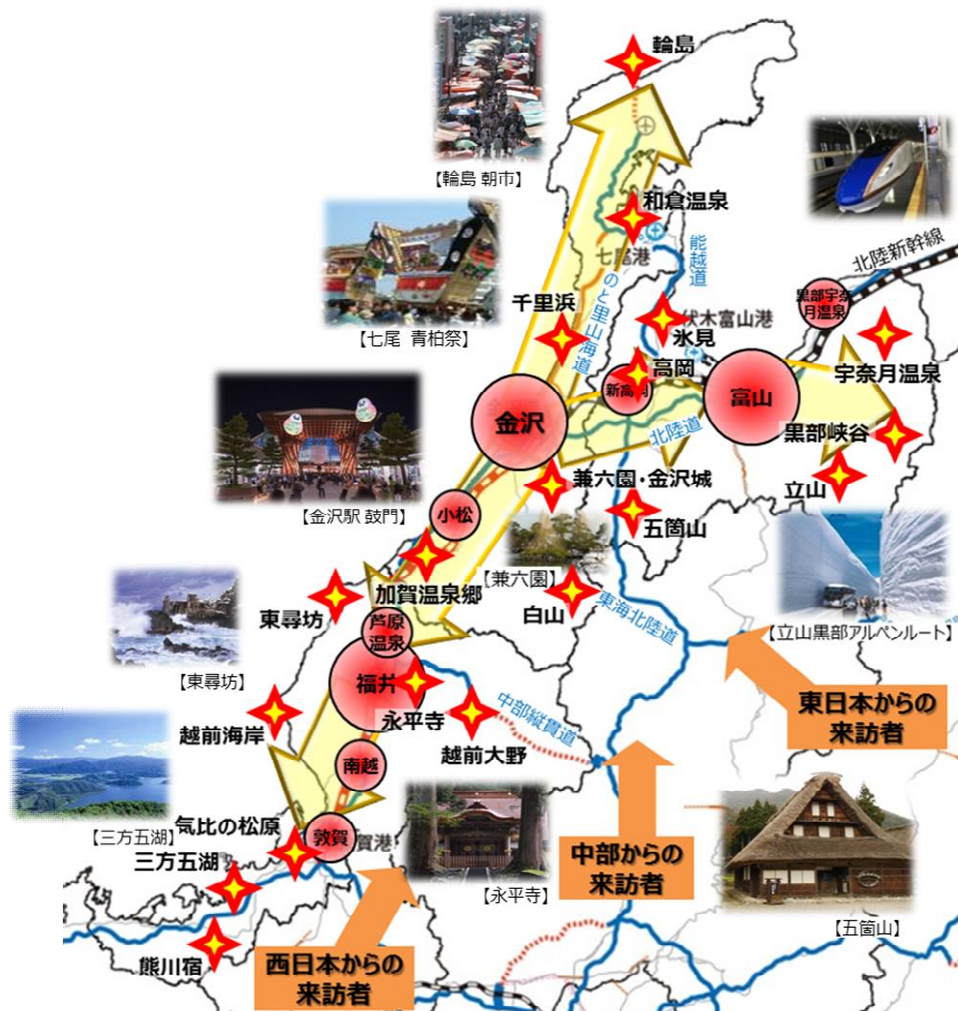 輪島
【輪島 朝市】
和倉温泉
七尾港
能越道
北陸新幹線
黒部宇奈
月温泉
【七尾 青柏祭】
千里浜
のと里山海道
伏木富山港
氷見
高岡
宇奈月温泉
富山
金沢
北陸道
黒部峡谷
立山
兼六園・金沢城
【金沢駅 鼓門】
小松
五箇山
【兼六園】
加賀温泉郷
東尋坊
白山
東海北陸道
【立山黒部アルペンルート】
芦原
温泉
【東尋坊】
福井
永平寺
越前海岸
越前大野
中部縦貫道
東日本からの
来訪者
南越
【三方五湖】
気比の松原
敦賀
賀港
三方五湖
中部からの
来訪者
【永平寺】
【五箇山】
熊川宿
西日本からの
来訪者